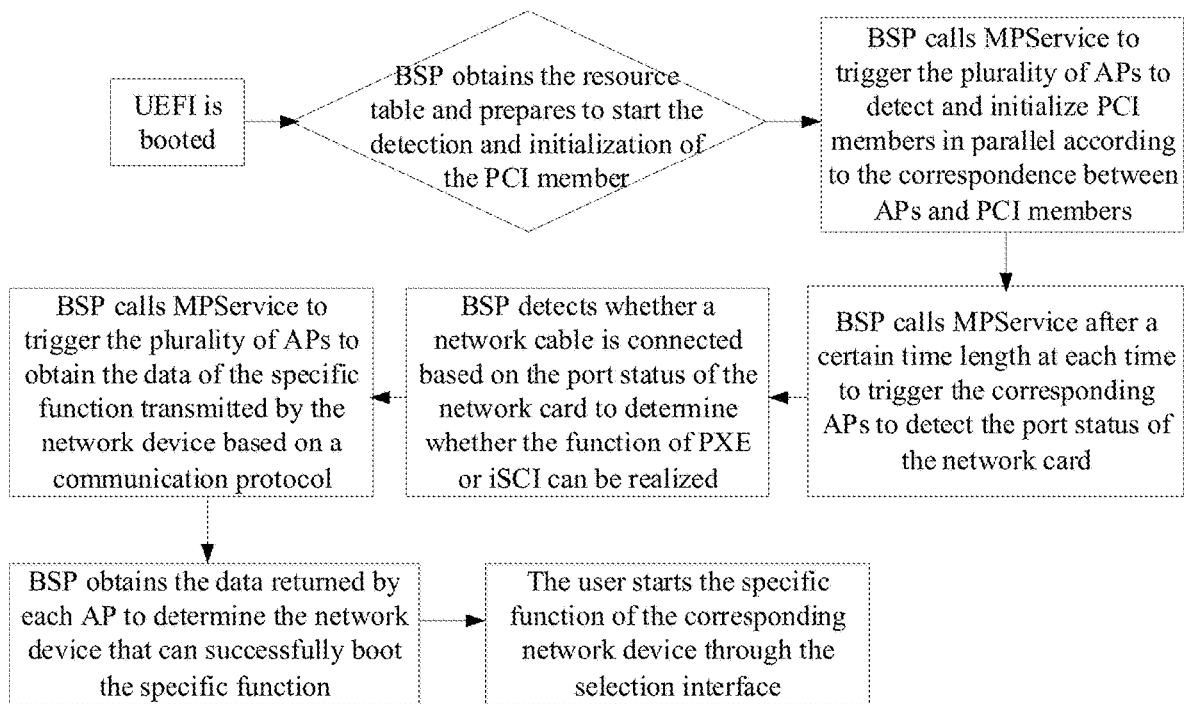 UEFI is
booted
BSP obtains the resource
table and prepares to start the
detection and initialization of
the PCI member
BSP calls MPService to
trigger the plurality of APs to
detect and initialize PCI
members in parallel according
to the correspondence between
APs and PCI members
BSP calls MPService after a
certain time length at each time
to trigger the corresponding
APs to detect the port status of
the network card
BSP detects whether a
network cable is connected
based on the port status of the
network card to determine
whether the function of PXE
or iSCI can be realized
BSP calls MPService to
trigger the plurality of APs to
obtain the data of the specific
function transmitted by the
network device based on a
communication protocol
BSP obtains the data returned by
each AP to determine the network
device that can successfully boot
the specific function
The user starts the specific
function of the corresponding
network device through the
selection interface